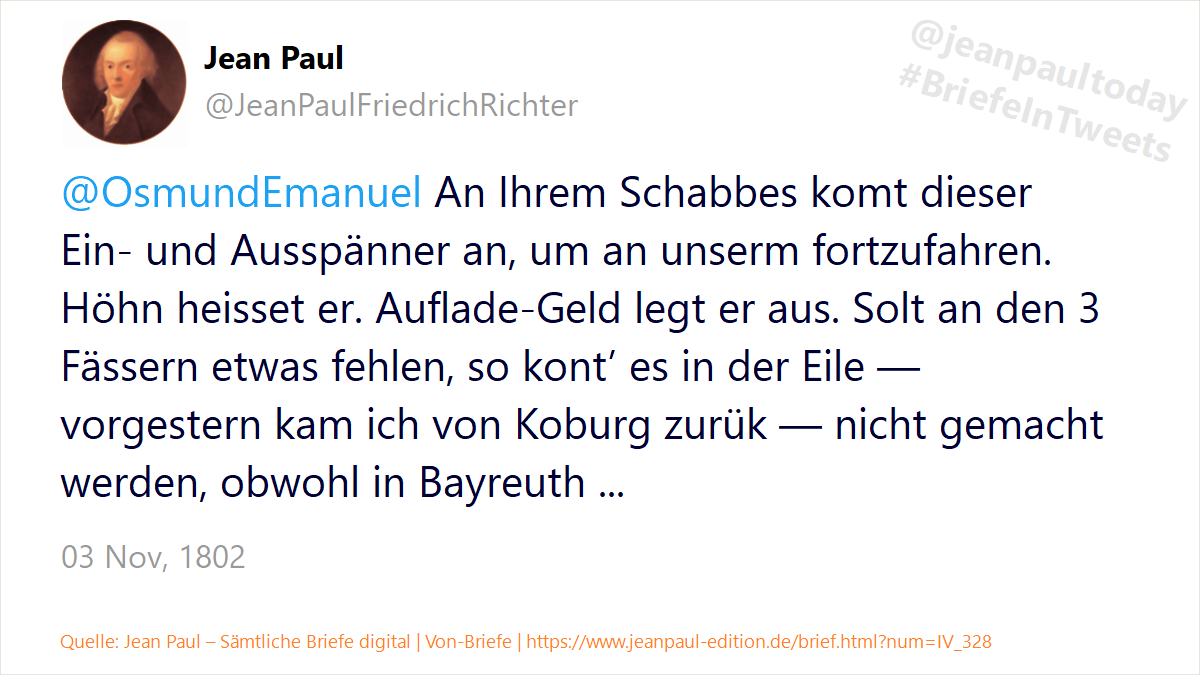 Jean Paul
@JeanPaulFriedrichRichter
@jeanpaultoday
#BriefeInTweets
@OsmundEmanuel An Ihrem Schabbes komt dieser
Ein- und Ausspänner an, um an unserm fortzufahren.
Höhn heisset er. Auflade-Geld legt er aus. Solt an den 3
Fässern etwas fehlen, so kont’ es in der Eile —
vorgestern kam ich von Koburg zurük — nicht gemacht
werden, obwohl in Bayreuth ...
03 Nov, 1802
Quelle: Jean Paul – Sämtliche Briefe digital | Von-Briefe | https://www.jeanpaul-edition.de/brief.html?num=IV_328